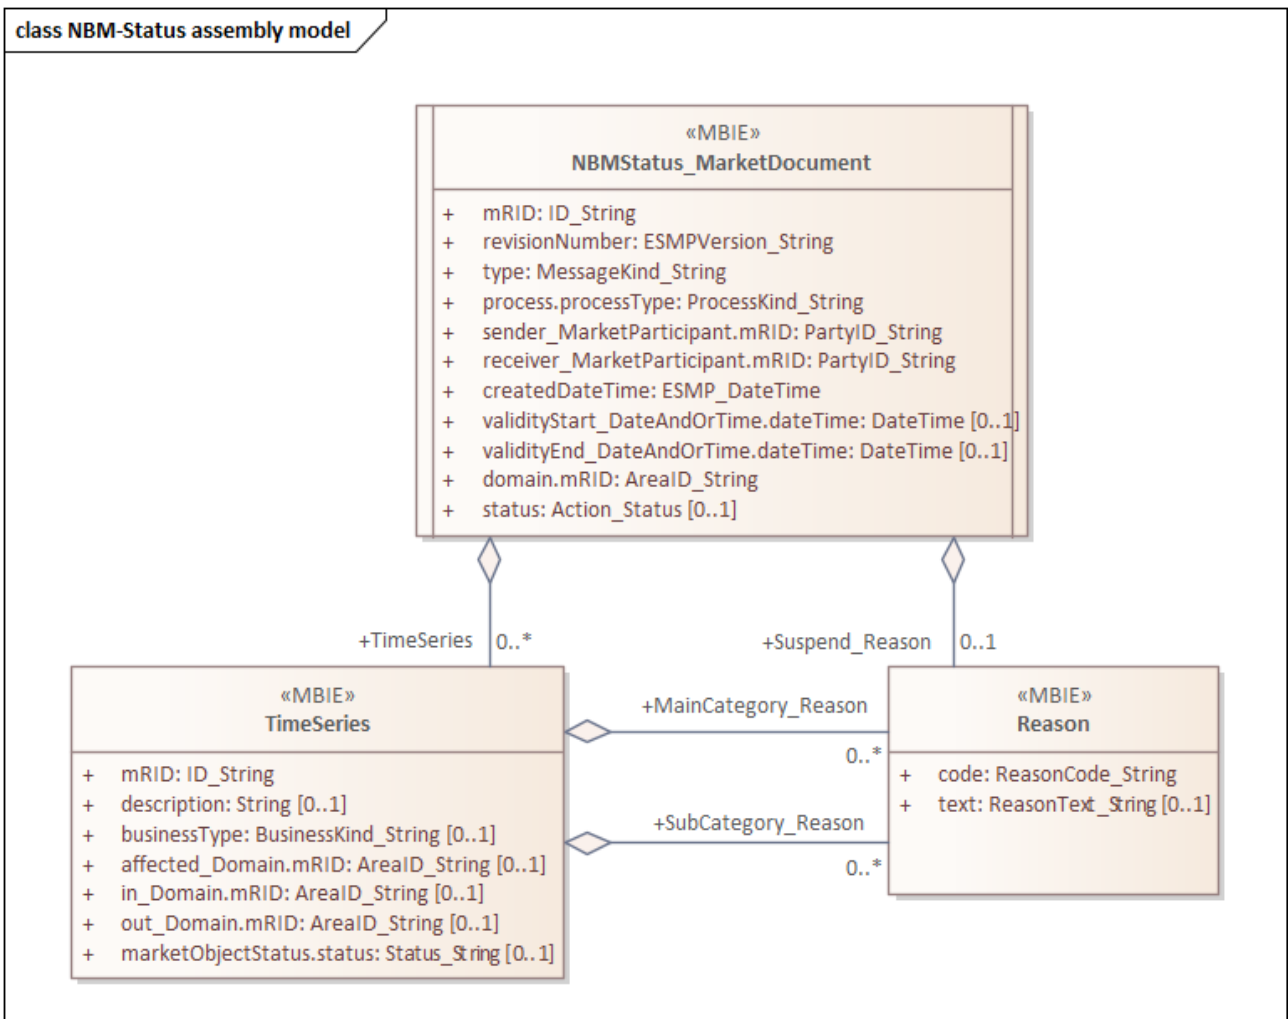 class NBM-Status assembly model
«MBIE»
NBMStatus_MarketDocument
+ mRID: ID_String
+ revisionNumber: ESMPVersion_String
+ type: MessageKind_String
+ process.processType: ProcessKind_String
+ sender_MarketParticipant.mRID: PartyID_String
+ receiver_MarketParticipant.mRID: PartyID_String
+ createdDateTime: ESMP_DateTime
+ validityStart_DateAndOrTime.dateTime: DateTime [0..1]
+ validityEnd_DateAndOrTime.dateTime: DateTime [0..1]
+ domain.mRID: AreaID_String
+ status: Action_Status [0..1]
+TimeSeries 0..*
+Suspend_Reason 0..1
«MBIE»
TimeSeries
+ mRID: ID_String
+ description: String [0..1]
+ businessType: BusinessKind_String [0..1]
+ affected_Domain.mRID: AreaID_String [0..1]
+ in_Domain.mRID: AreaID_String [0..1]
+ out_Domain.mRID: AreaID_String [0..1]
+ marketObjectStatus.status: Status_String [0..1]
+MainCategory_Reason
0..*
+SubCategory_Reason
0..*
«MBIE»
Reason
+ code: ReasonCode_String
+ text: ReasonText_String [0..1]